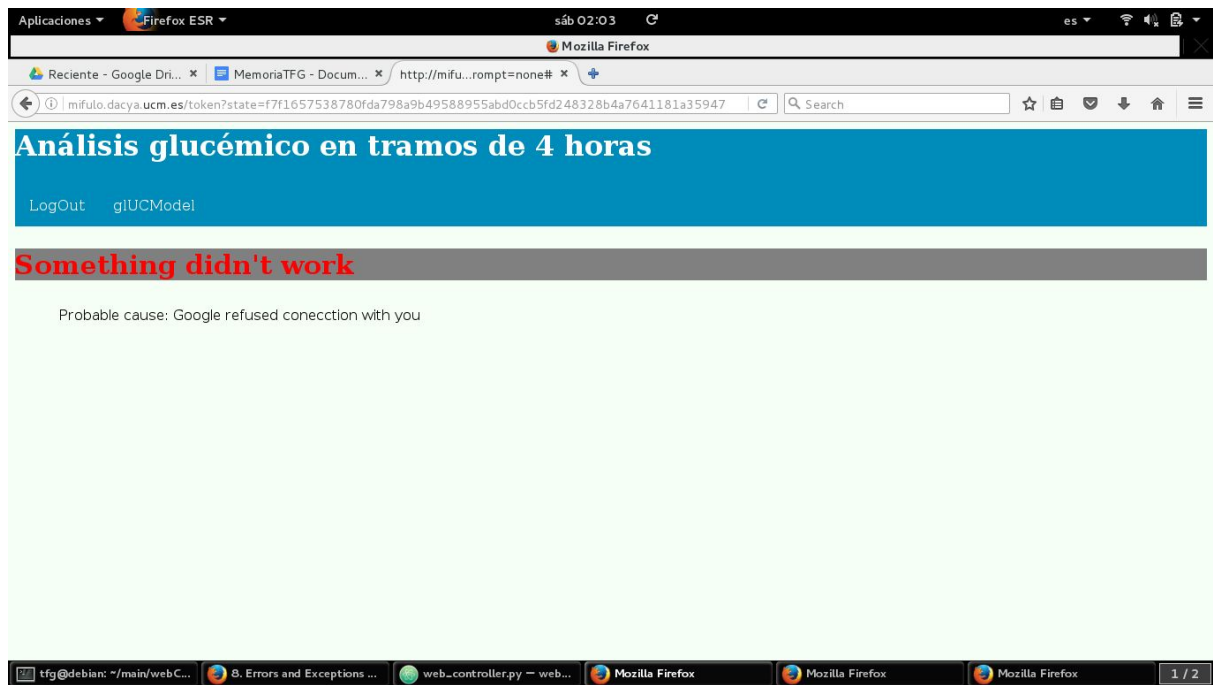 Aplicaciones Firefox ESR sáb 02:03 es
Mozilla Firefox
Reciente - Google Dri... MemoriaTFG - Docum... http://mifu...rompt=none#
mifulo.dacya.ucm.es/token?state=f7f1657538780fda798a9b49588955abd0ccb5fd248328b4a7641181a35947 Search
Análisis glucémico en tramos de 4 horas
LogOut glUCModel
Something didn't work
Probable cause: Google refused conecction with you
tfg@debian: ~/main/webC... 8. Errors and Exceptions ... web_controller.py — web... Mozilla Firefox Mozilla Firefox Mozilla Firefox 1 / 2